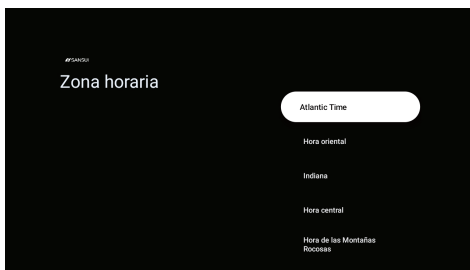 SANSUI
Zona horaria
Atlantic Time
Hora oriental
Indiana
Hora central
Hora de las Montañas
Rocosas